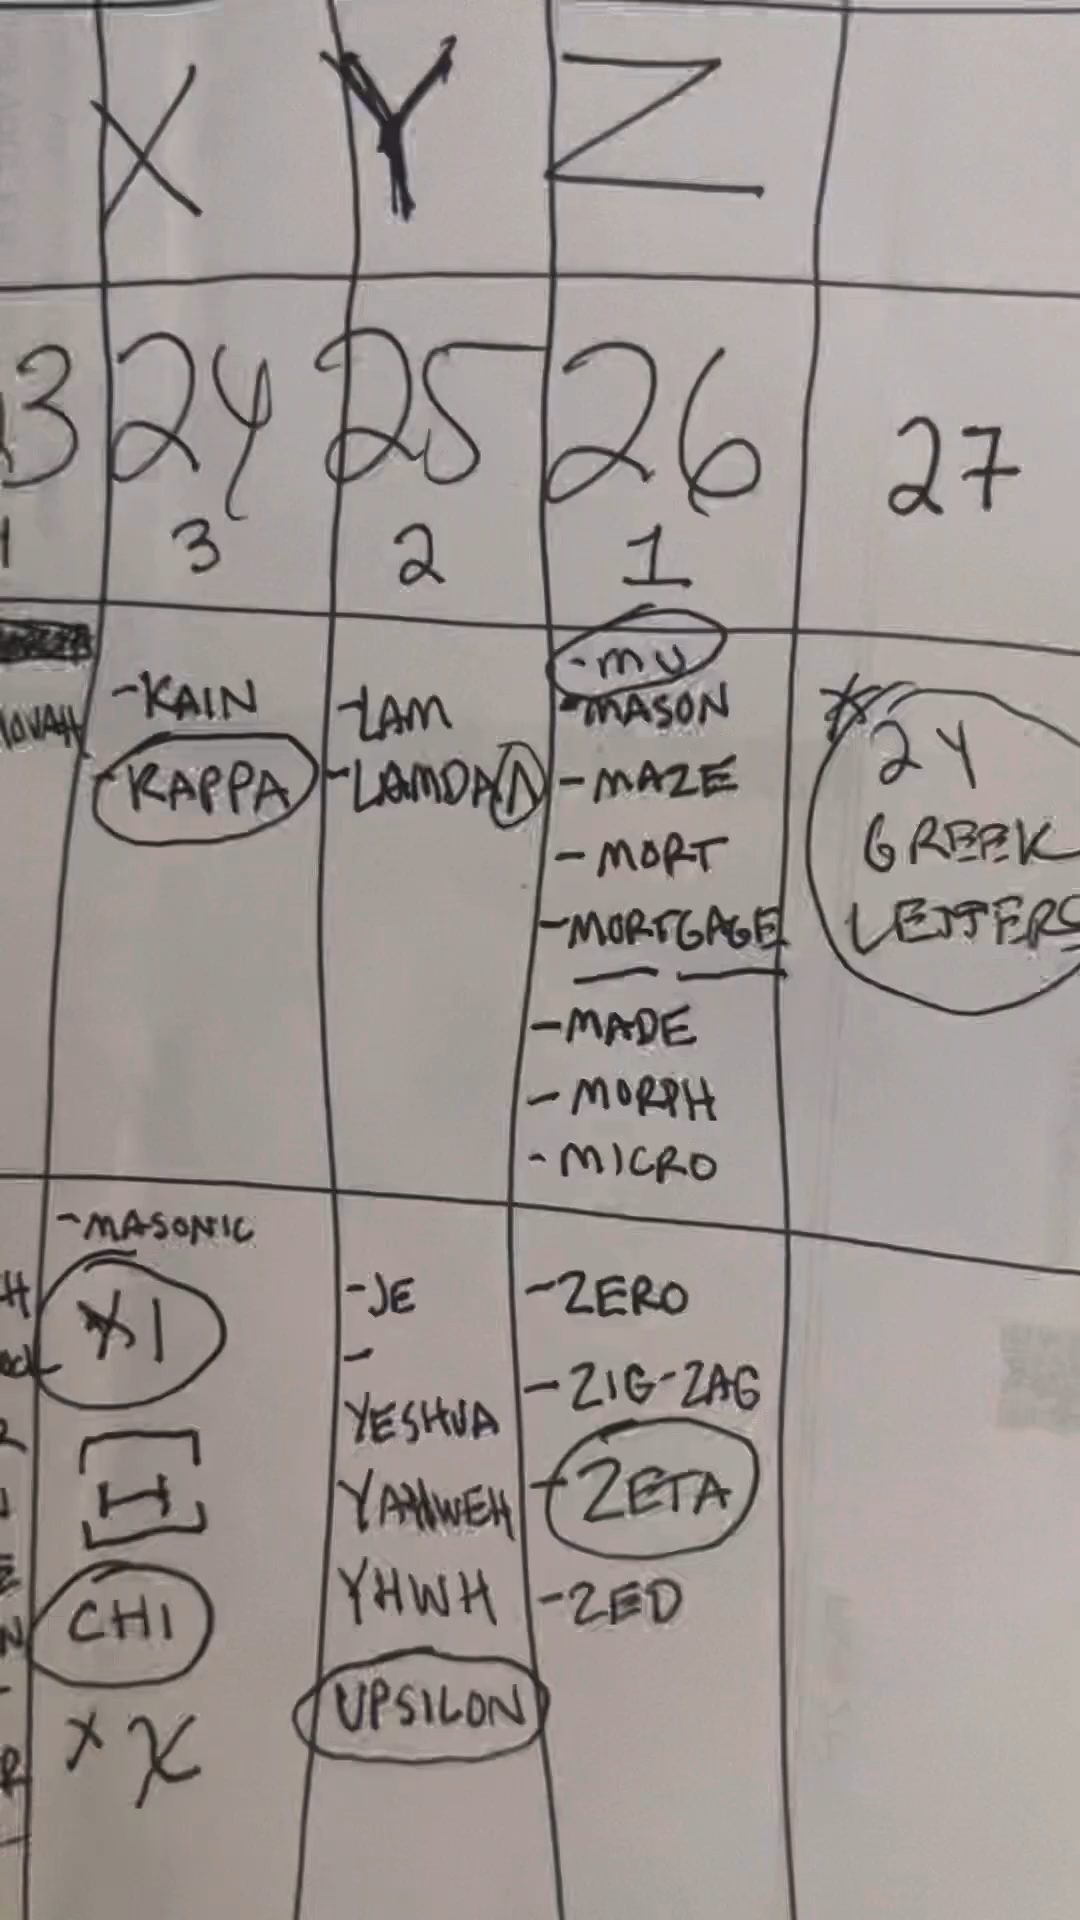 X Y Z
3 24 25 26 27
3 2 1
-MU
-KAIN -LAM -MASON
-KAPPA -LAMDA Λ -MAZE
-MORT
-MORTGAGE
-MADE
-MORPH
-MICRO
24
GREEK
LETTERS
-MASONIC
XI
Ξ
CHI
x χ
-JE
-
YESHUA
YAHWEH
YHWH
UPSILON
-ZERO
-ZIG-ZAG
-ZETA
-ZED